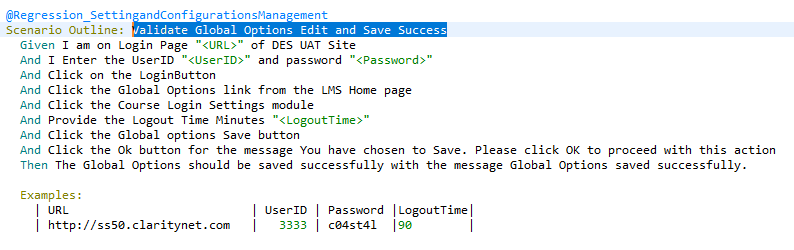 @Regression_SettingandConfigurationsManagement
Scenario Outline: Validate Global Options Edit and Save Success
Given I am on Login Page "<URL>" of DES UAT Site
And I Enter the UserID "<UserID>" and password "<Password>"
And Click on the LoginButton
And Click the Global Options link from the LMS Home page
And Click the Course Login Settings module
And Provide the Logout Time Minutes "<LogoutTime>"
And Click the Global options Save button
And Click the Ok button for the message You have chosen to Save. Please click OK to proceed with this action
Then The Global Options should be saved successfully with the message Global Options saved successfully.
Examples:
| URL | UserID | Password |LogoutTime|
| http://ss50.claritynet.com | 3333 | c04st4l |90 |